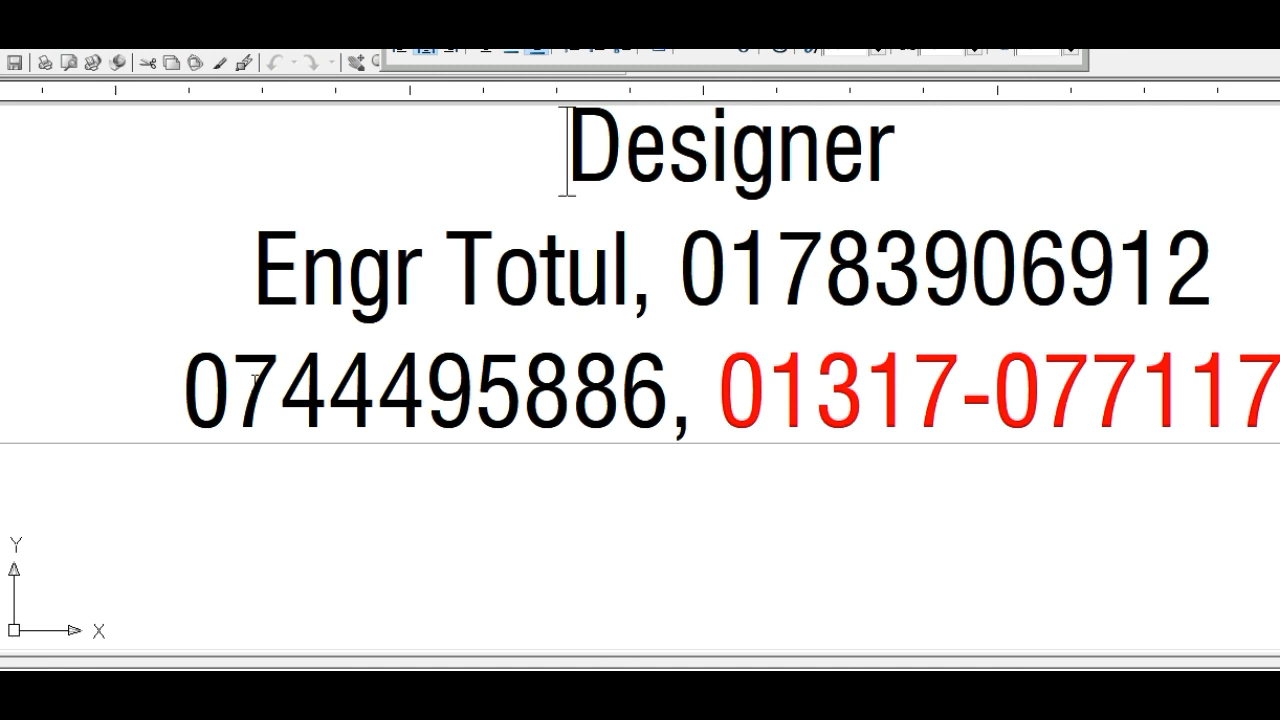 Designer
Engr Totul, 01783906912
0744495886, 01317-077117
Y
X